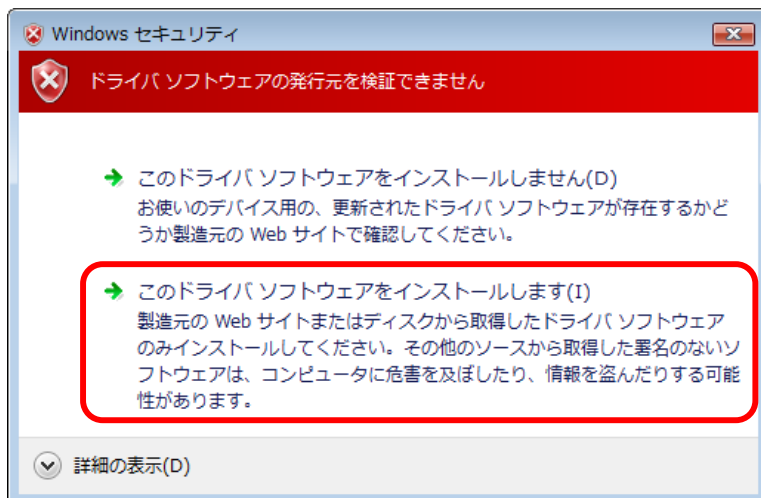 Windows セキュリティ
ドライバ ソフトウェアの発行元を検証できません
このドライバ ソフトウェアをインストールしません(D)
お使いのデバイス用の、更新されたドライバ ソフトウェアが存在するかど
うか製造元の Web サイトで確認してください。
このドライバ ソフトウェアをインストールします(I)
製造元の Web サイトまたはディスクから取得したドライバ ソフトウェア
のみインストールしてください。その他のソースから取得した署名のないソ
フトウェアは、コンピュータに危害を及ぼしたり、情報を盗んだりする可能
性があります。
詳細の表示(D)